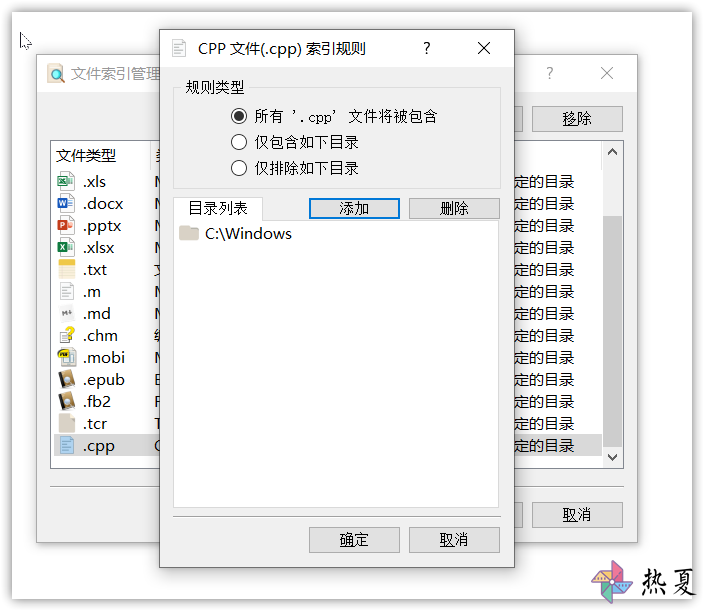 CPP 文件(.cpp) 索引规则
?
文件索引管理
?
规则类型
所有 '.cpp' 文件将被包含
仅包含如下目录
仅排除如下目录
移除
文件类型
目录列表
添加
删除
C:\Windows
.xls
定的目录
.docx
定的目录
.pptx
定的目录
.xlsx
定的目录
.txt
定的目录
.m
定的目录
.md
定的目录
.chm
定的目录
.mobi
定的目录
.epub
定的目录
.fb2
定的目录
.tcr
定的目录
.cpp
定的目录
确定
取消
取消
热夏